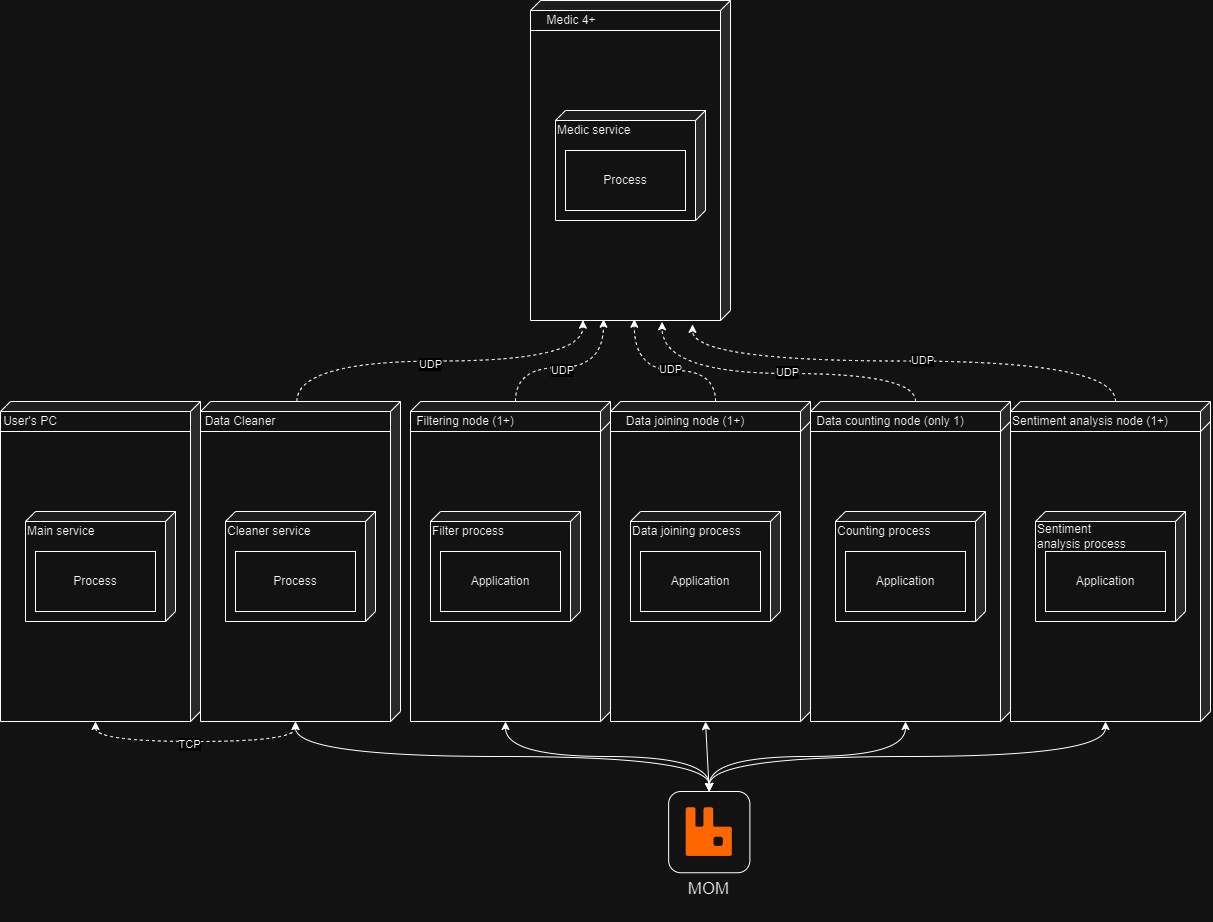 Medic 4+
Medic service
Process
UDP
UDP
UDP
UDP
UDP
User's PC
Data Cleaner
Filtering node (1+)
Data joining node (1+)
Data counting node (only 1)
Sentiment analysis node (1+)
Main service
Cleaner service
Filter process
Data joining process
Counting process
Sentiment
analysis process
Process
Process
Application
Application
Application
Application
TCP
MOM